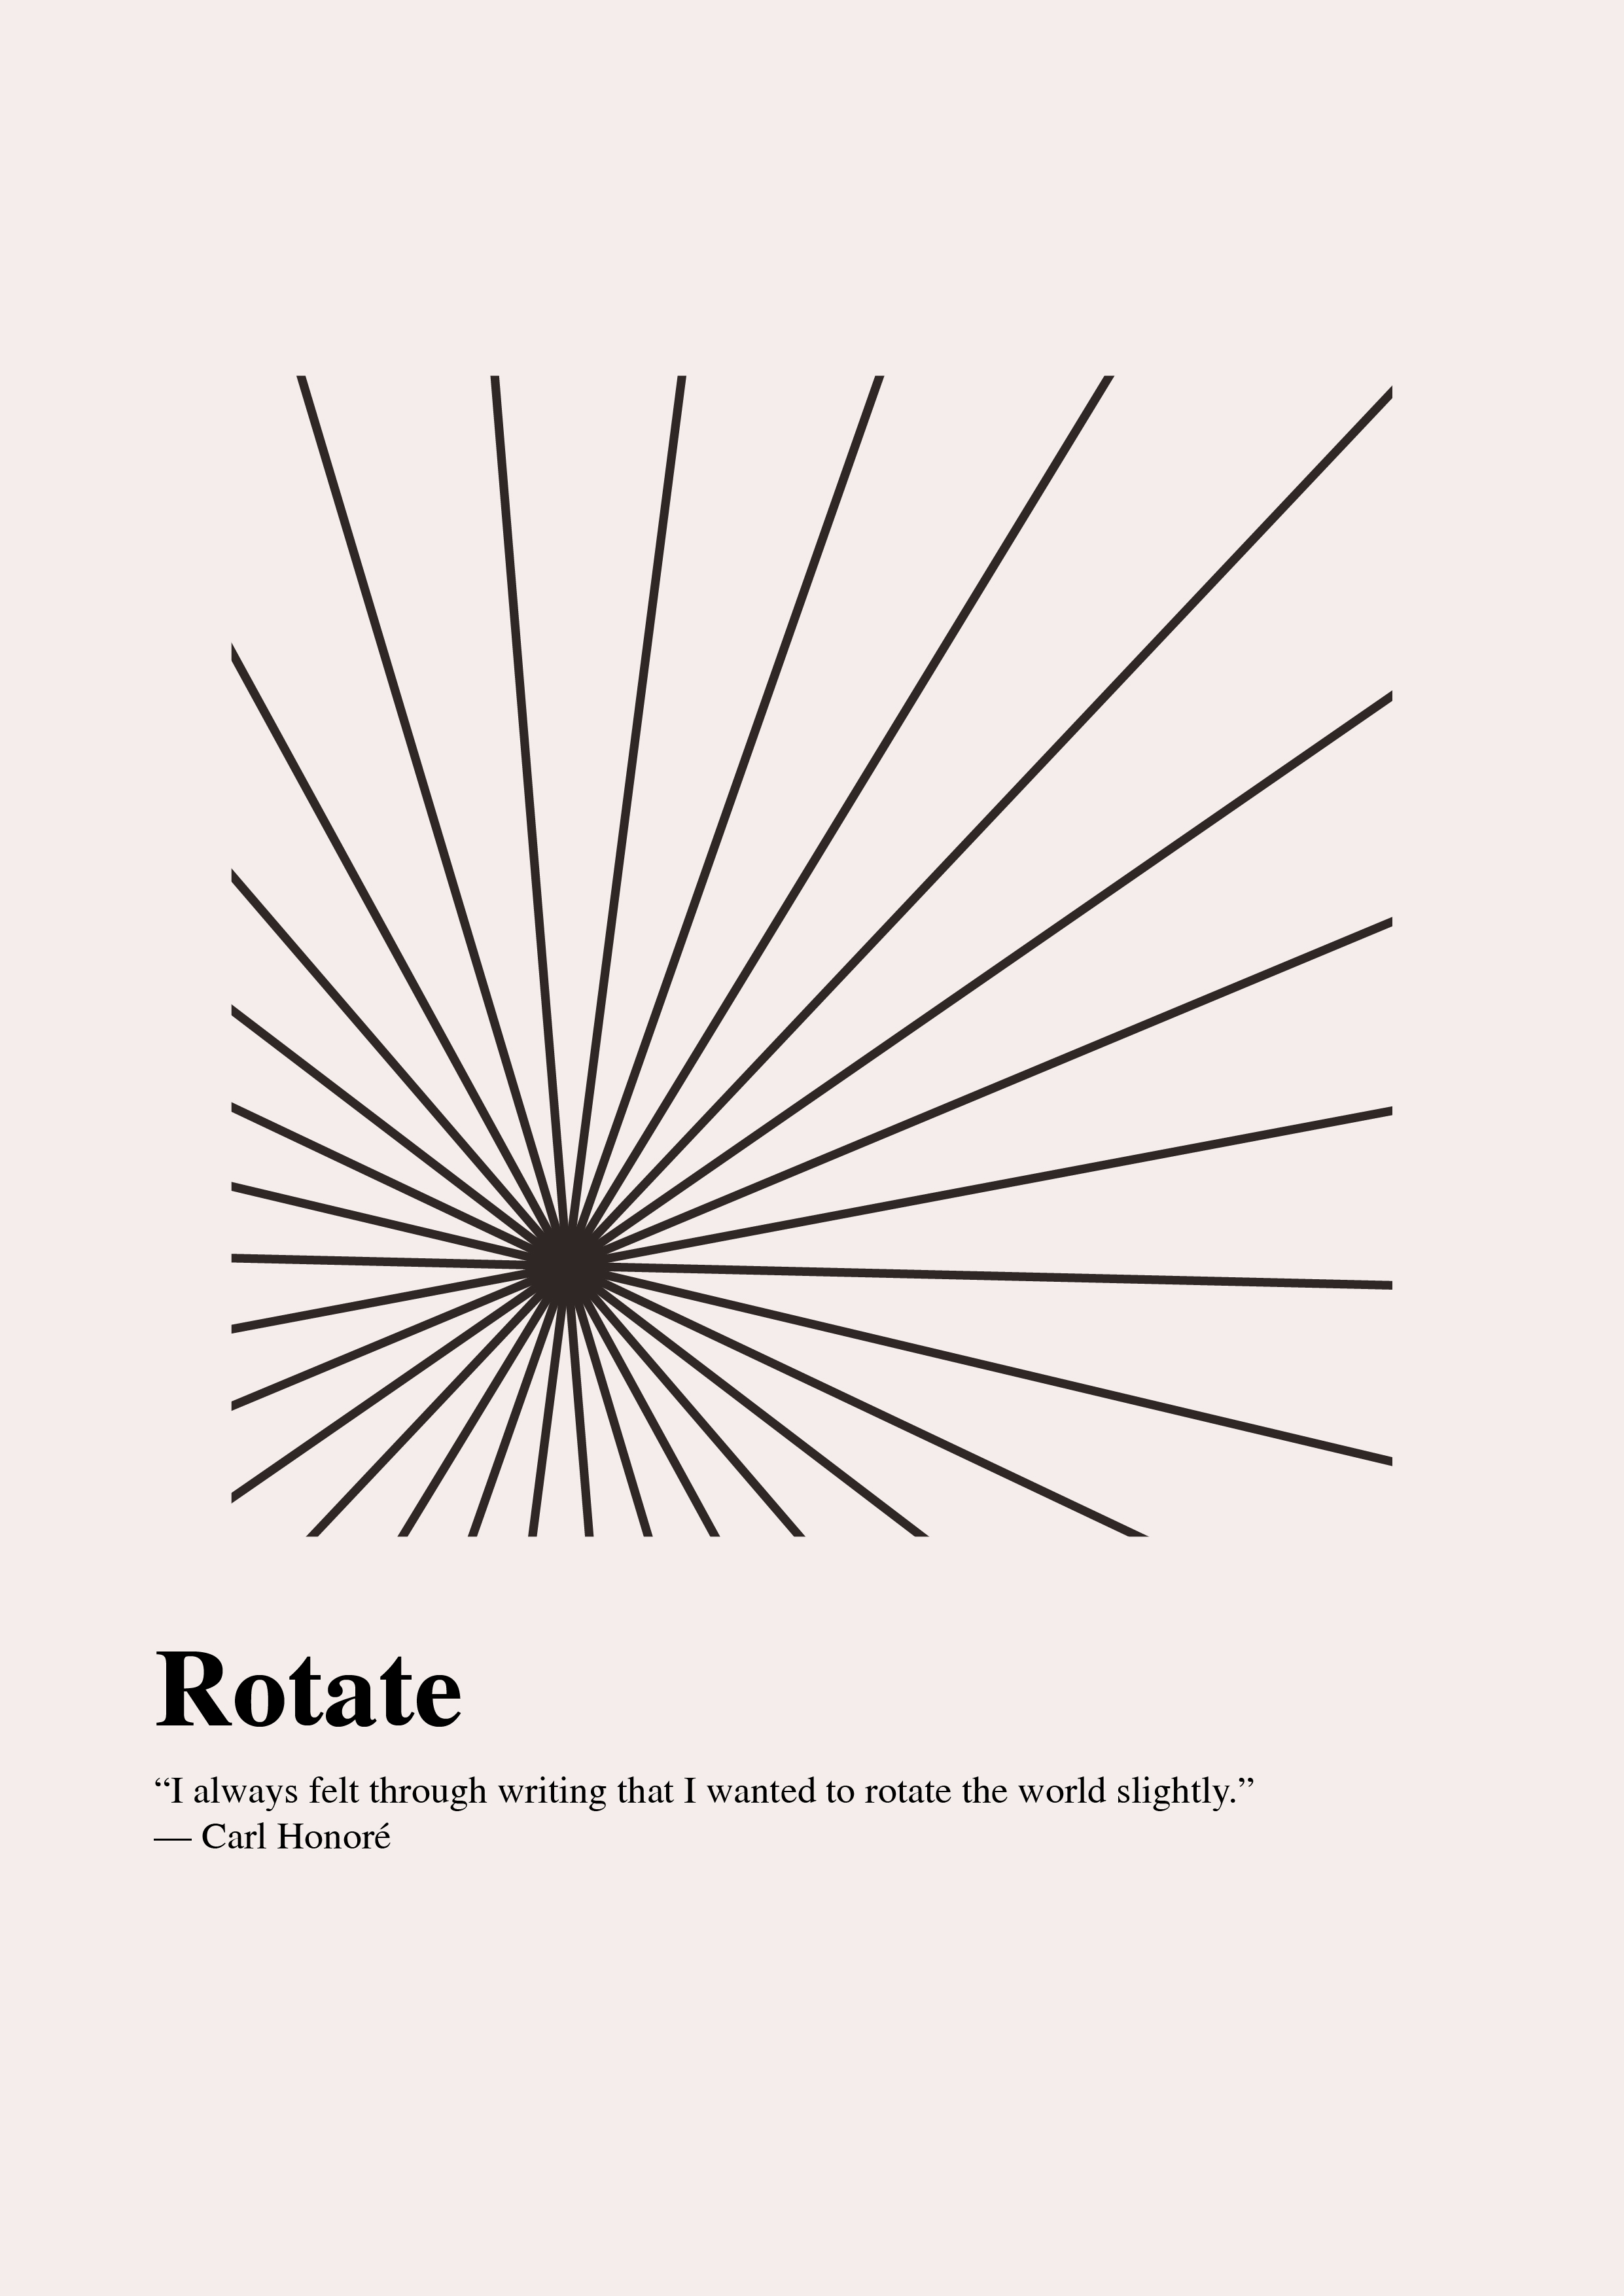 Rotate
“I always felt through writing that I wanted to rotate the world slightly.”
— Carl Honoré